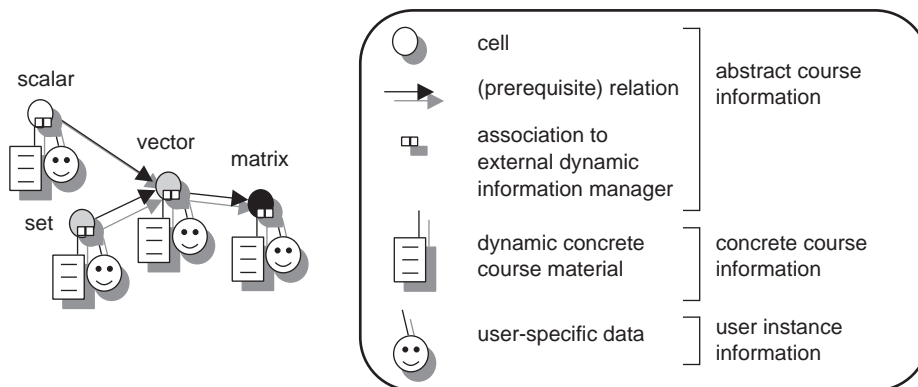 scalar
vector
matrix
set
cell
(prerequisite) relation
association to
external dynamic
information manager
abstract course
information
dynamic concrete
course material
concrete course
information
user-specific data
user instance
information